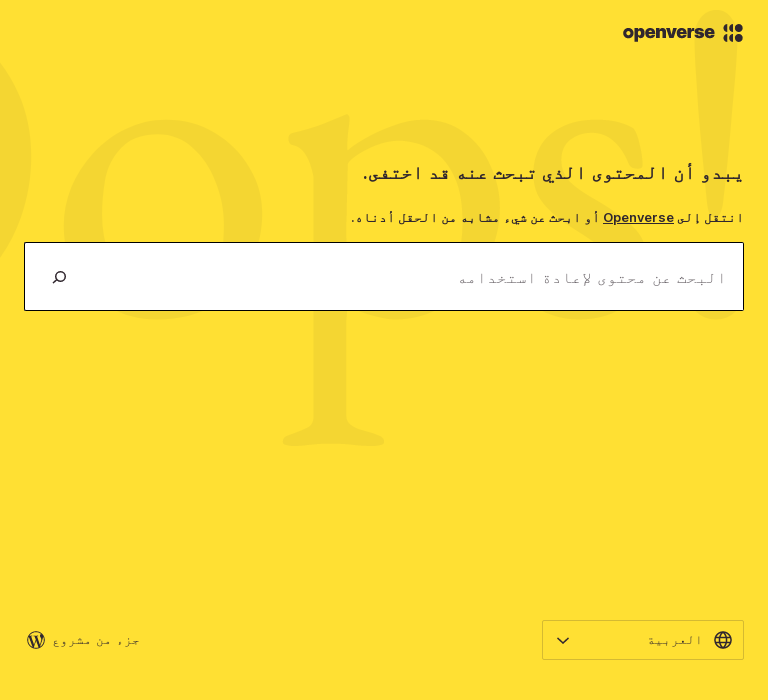 openverse
Oops!
يبدو أن المحتوى الذي تبحث عنه قد اختفى.
انتقل إلى Openverse أو ابحث عن شيء مشابه من الحقل أدناه.
البحث عن محتوى لإعادة استخدامه
العربية
جزء من مشروع